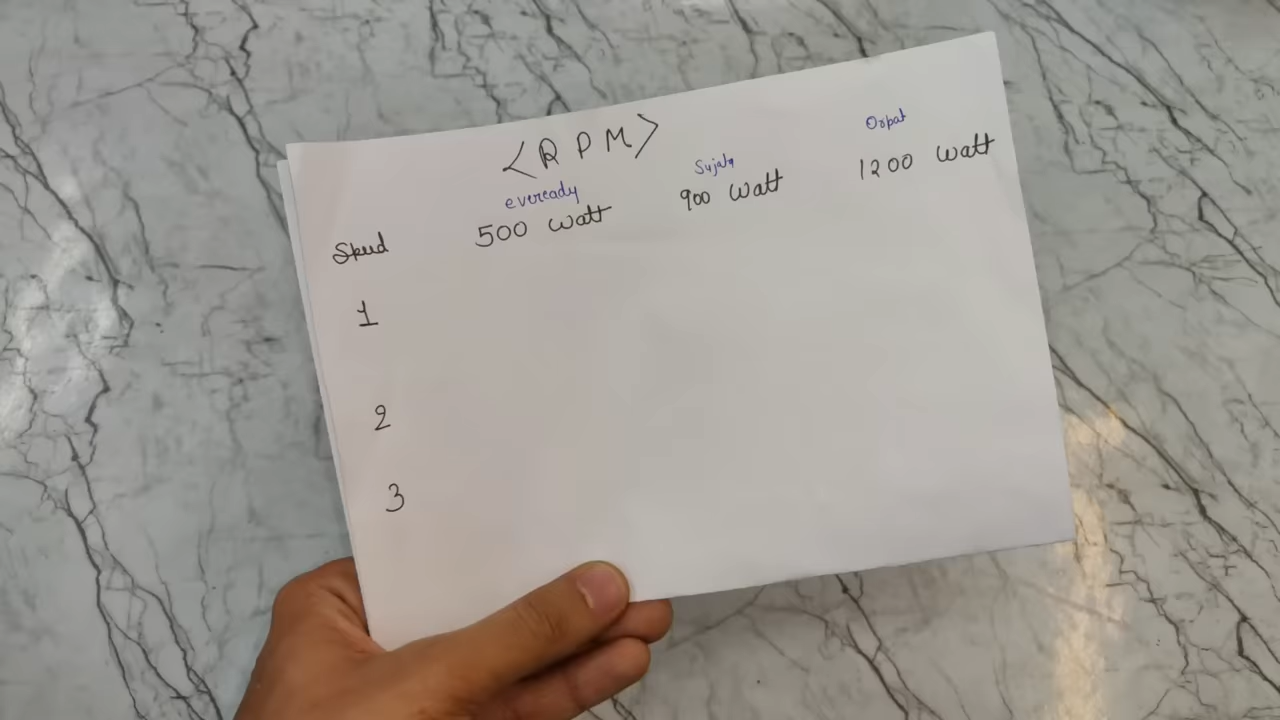 <RPM>
eveready Sujata Orpat
Speed 500 watt 900 watt 1200 watt
1
2
3